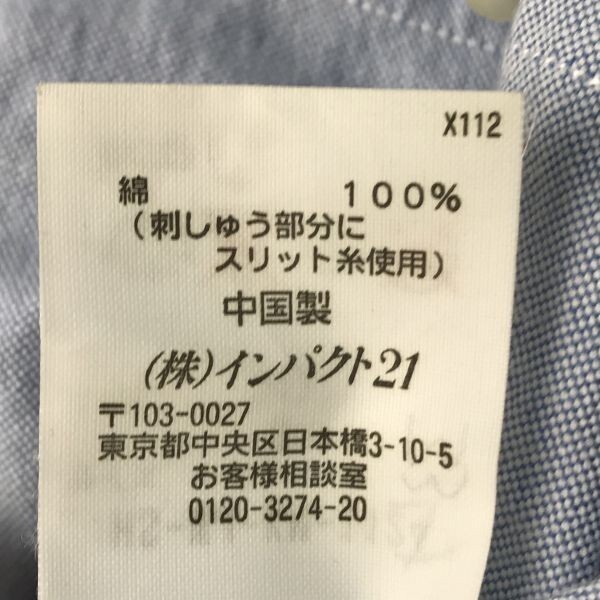 X112
綿 100%
(刺しゅう部分に
スリット糸使用)
中国製
(株)インパクト21
〒103-0027
東京都中央区日本橋3-10-5
お客様相談室
0120-3274-20